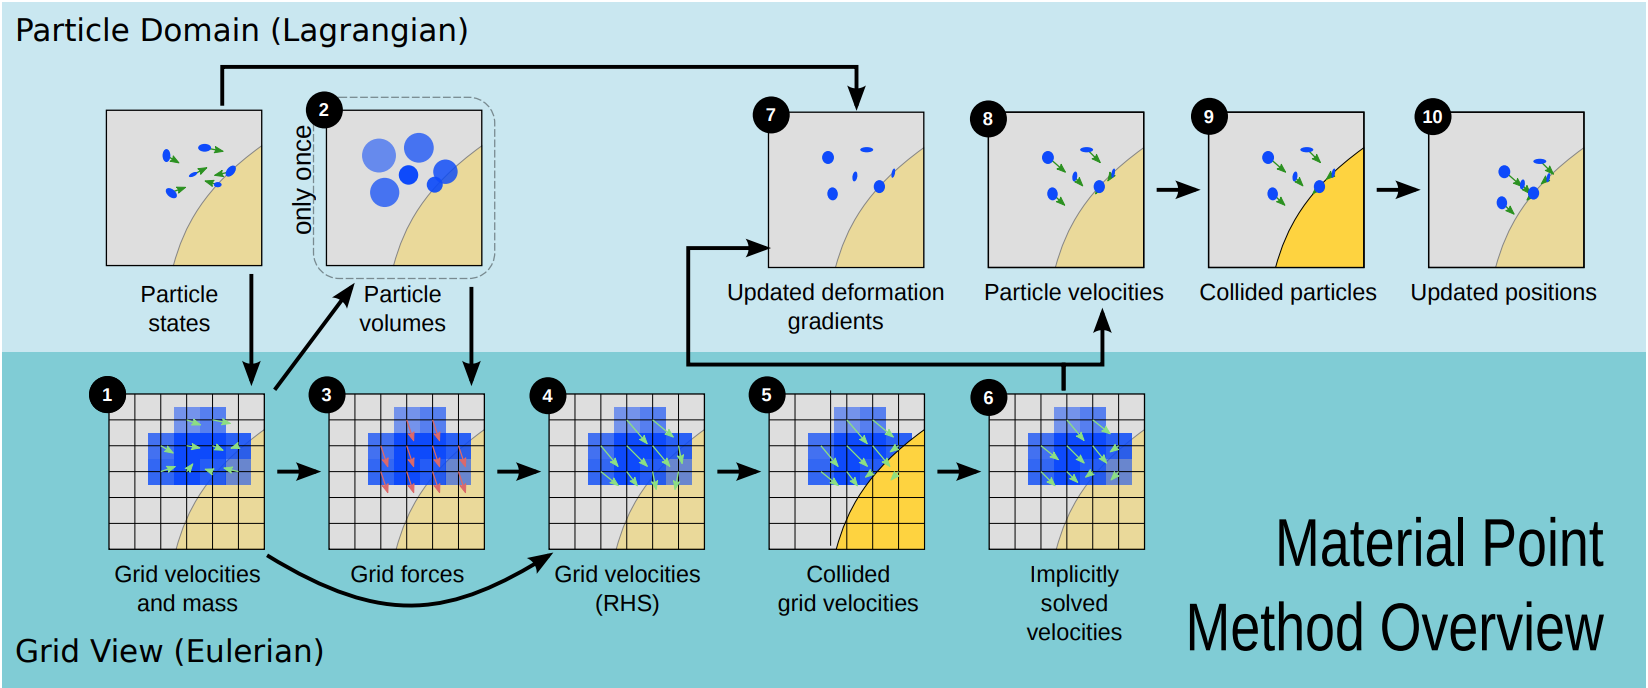 Particle Domain (Lagrangian)
only once
2
7
8
9
10
Particle
states
Particle
volumes
Updated deformation
gradients
Particle velocities
Collided particles
Updated positions
1
3
4
5
6
Grid velocities
and mass
Grid forces
Grid velocities
(RHS)
Collided
grid velocities
Implicitly
solved
velocities
Material Point
Method Overview
Grid View (Eulerian)